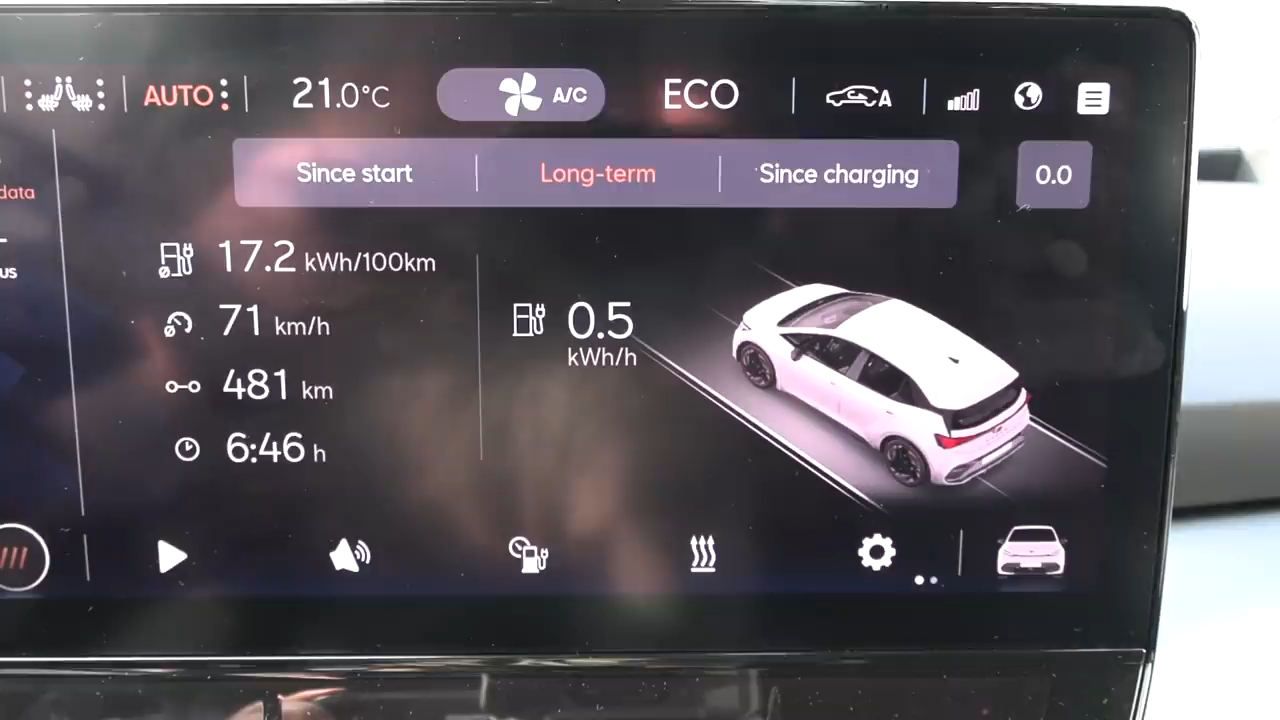 AUTO
21.0°C
A/C
ECO
A
Since start
Long-term
Since charging
0.0
data
us
17.2 kWh/100km
71 km/h
481 km
6:46 h
0.5
kWh/h